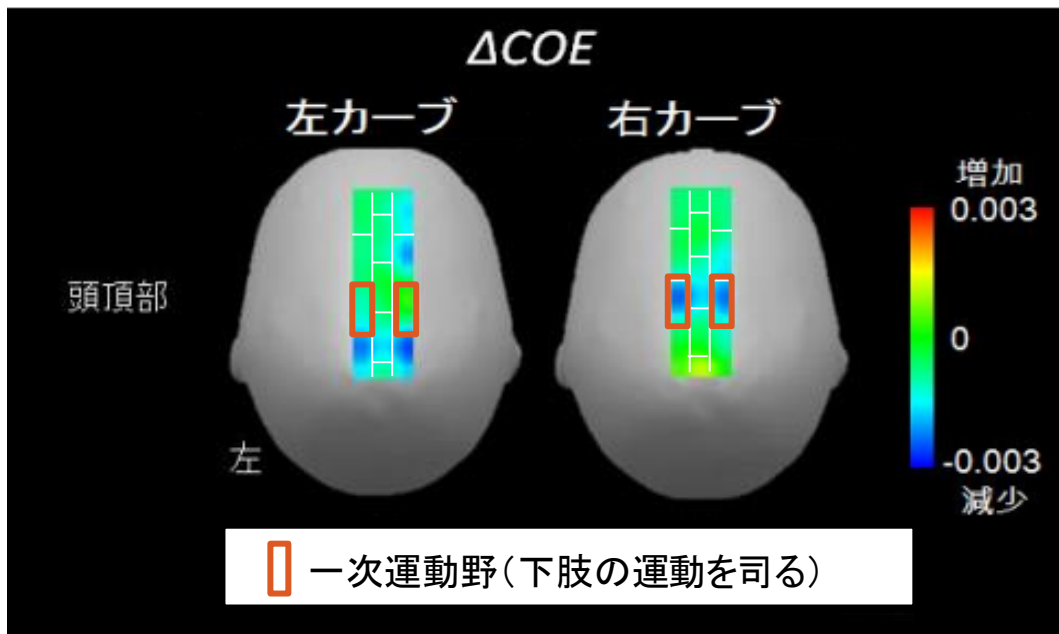 ΔCOE
左カーブ
右カーブ
増加
0.003
頭頂部
0
左
-0.003
減少
一次運動野(下肢の運動を司る)